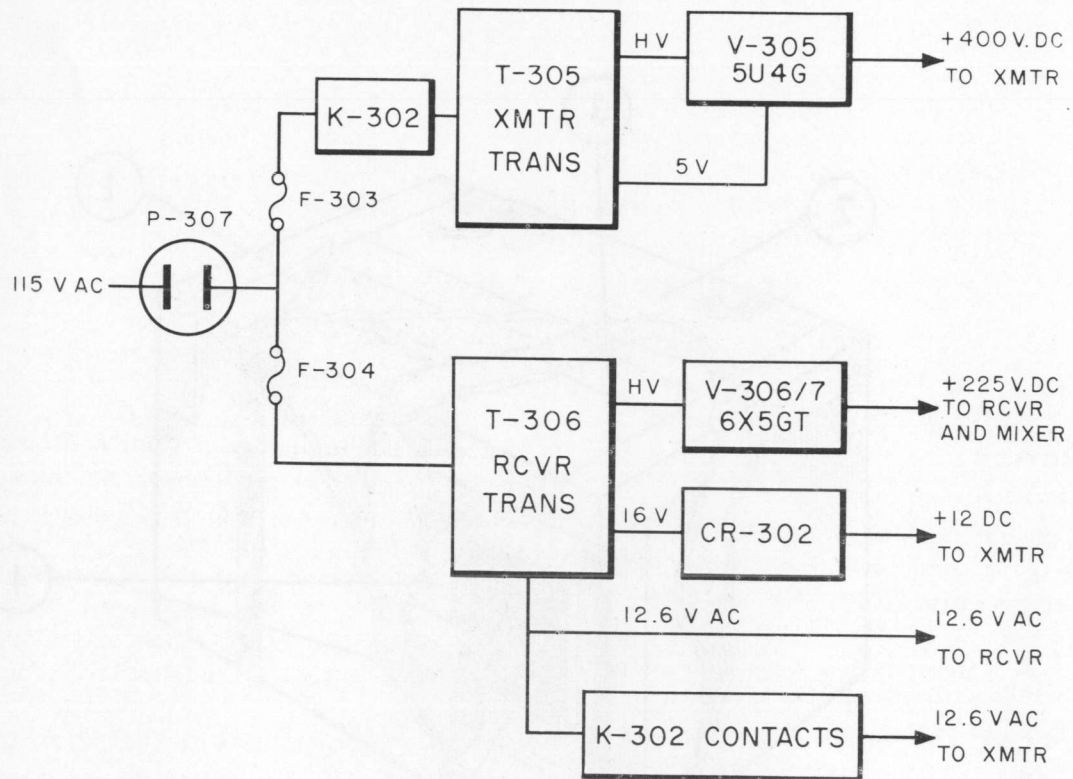 HV
V-305
5U4G
+400 V. DC
TO XMTR
T-305
XMTR
TRANS
K-302
5V
F-303
P-307
115 V AC
F-304
HV
V-306/7
6X5GT
+225 V. DC
TO RCVR
AND MIXER
T-306
RCVR
TRANS
16 V
CR-302
+12 DC
TO XMTR
12.6 V AC
12.6 V AC
TO RCVR
K-302 CONTACTS
12.6 V AC
TO XMTR